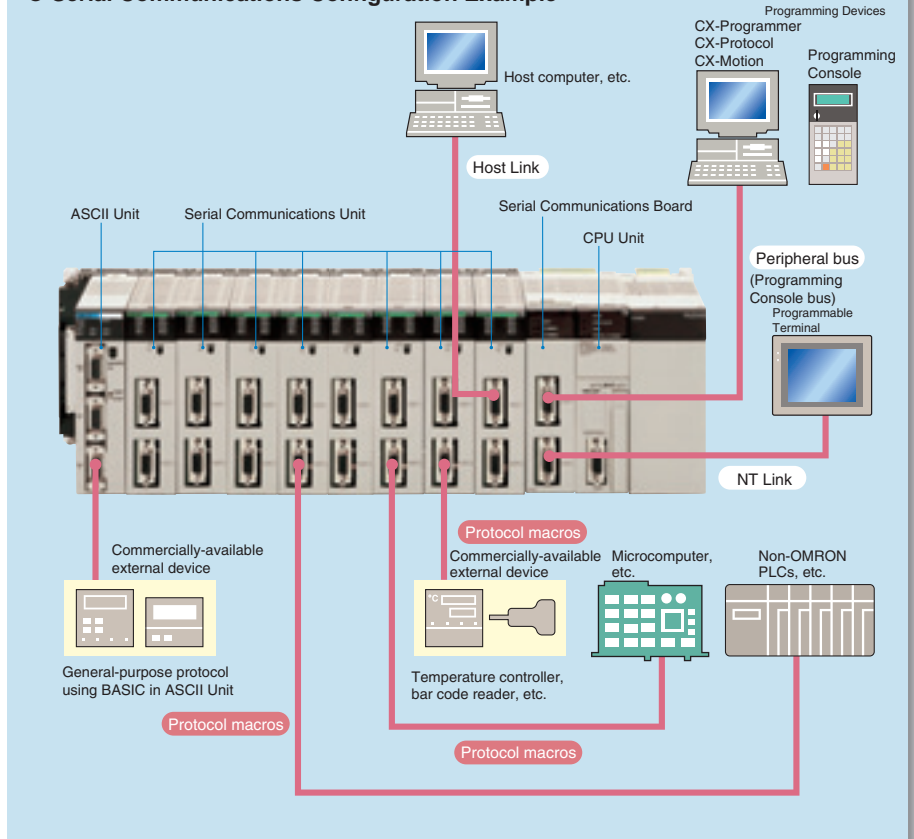 Serial Communications Configuration Example
Programming Devices
CX-Programmer
CX-Protocol
CX-Motion
Programming
Console
Host computer, etc.
Host Link
ASCII Unit
Serial Communications Unit
Serial Communications Board
CPU Unit
Peripheral bus
(Programming
Console bus)
Programmable
Terminal
NT Link
Protocol macros
Commercially-available
external device
Commercially-available
external device
Microcomputer,
etc.
Non-OMRON
PLCs, etc.
°C
General-purpose protocol
using BASIC in ASCII Unit
Temperature controller,
bar code reader, etc.
Protocol macros
Protocol macros